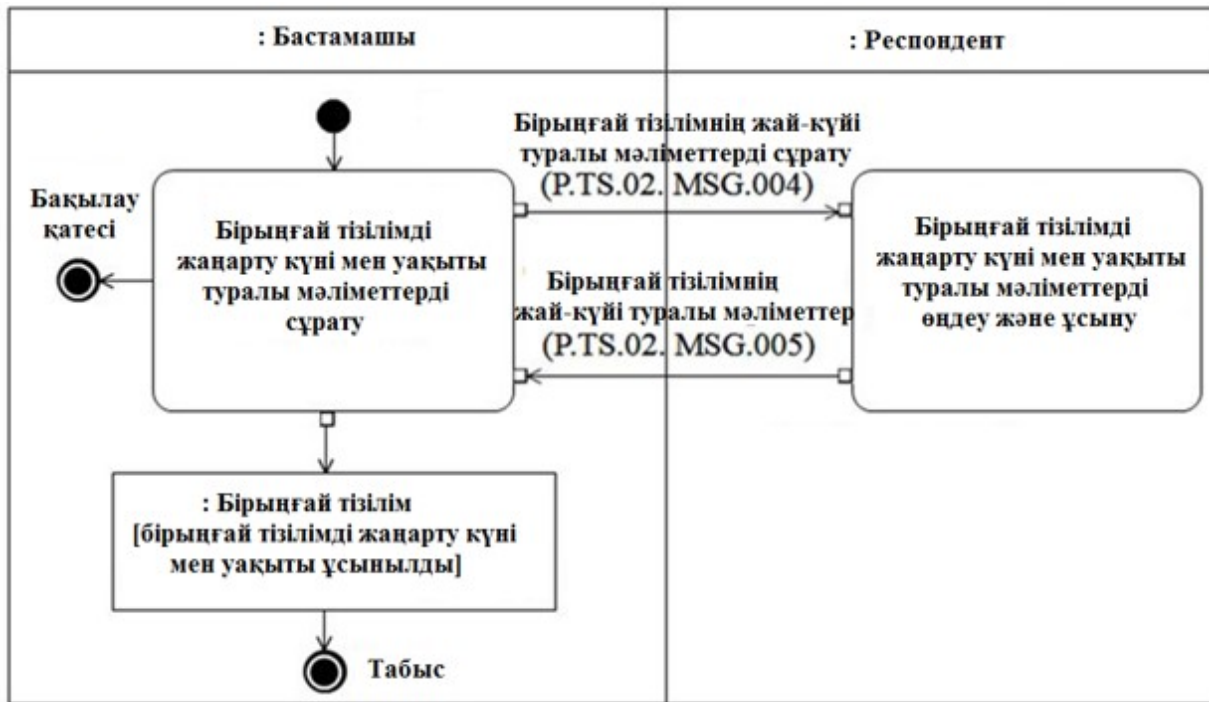 : Бастамашы
: Респондент
Бірыңғай тізілімнің жай-күйі
туралы мәліметтерді сұрату
(P.TS.02. MSG.004)
Бақылау
қатесі
Бірыңғай тізілімді
жаңарту күні мен уақыты
туралы мәліметтерді
сұрату
Бірыңғай тізілімнің
жай-күйі туралы мәліметтер
(P.TS.02. MSG.005)
Бірыңғай тізілімді
жаңарту күні мен уақыты
туралы мәліметтерді
өңдеу және ұсыну
: Бірыңғай тізілім
[бірыңғай тізілімді жаңарту күні
мен уақыты ұсынылды]
Табыс